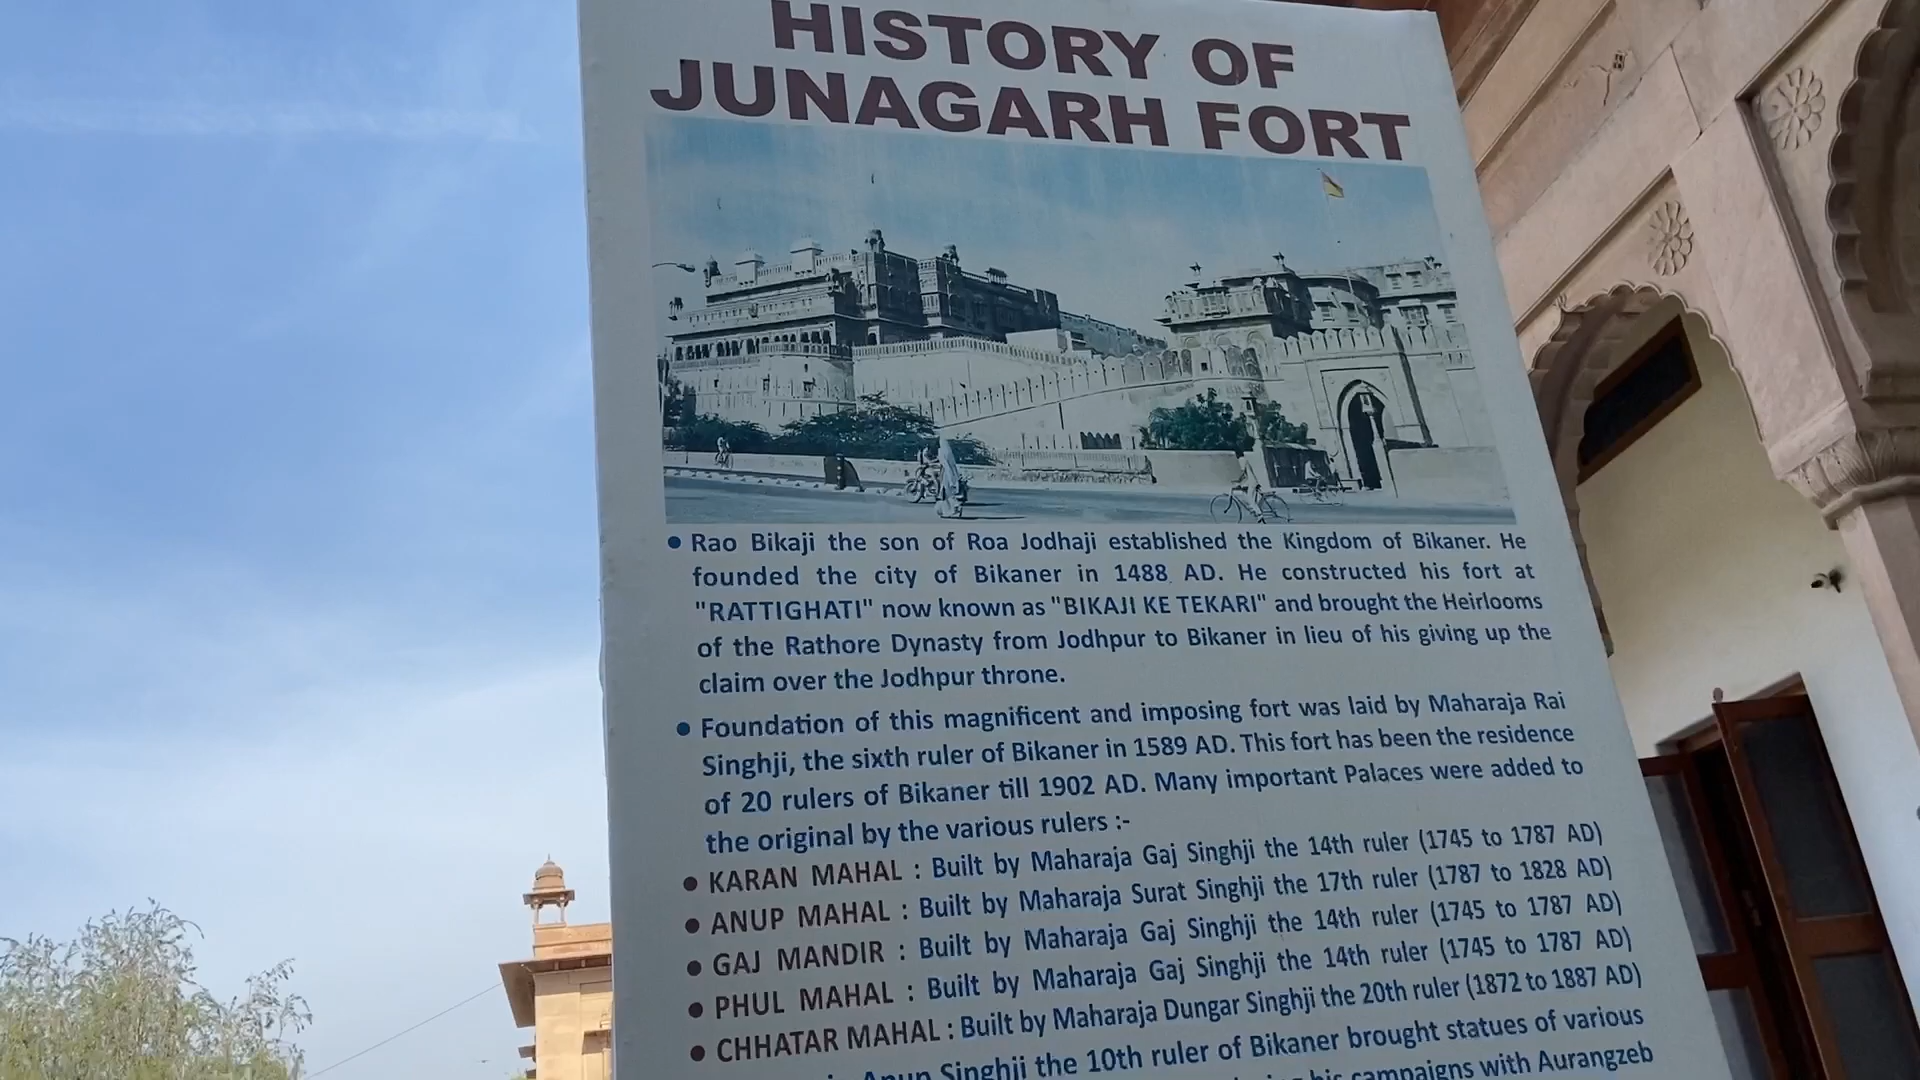 HISTORY OF
JUNAGARH FORT
• Rao Bikaji the son of Roa Jodhaji established the Kingdom of Bikaner. He
founded the city of Bikaner in 1488 AD. He constructed his fort at
"RATTIGHATI" now known as "BIKAJI KE TEKARI" and brought the Heirlooms
of the Rathore Dynasty from Jodhpur to Bikaner in lieu of his giving up the
claim over the Jodhpur throne.
• Foundation of this magnificent and imposing fort was laid by Maharaja Rai
Singhji, the sixth ruler of Bikaner in 1589 AD. This fort has been the residence
of 20 rulers of Bikaner till 1902 AD. Many important Palaces were added to
the original by the various rulers :-
• KARAN MAHAL : Built by Maharaja Gaj Singhji the 14th ruler (1745 to 1787 AD)
• ANUP MAHAL : Built by Maharaja Surat Singhji the 17th ruler (1787 to 1828 AD)
• GAJ MANDIR : Built by Maharaja Gaj Singhji the 14th ruler (1745 to 1787 AD)
• PHUL MAHAL : Built by Maharaja Gaj Singhji the 14th ruler (1745 to 1787 AD)
• CHHATAR MAHAL : Built by Maharaja Dungar Singhji the 20th ruler (1872 to 1887 AD)
Anup Singhji the 10th ruler of Bikaner brought statues of various
his campaigns with Aurangzeb